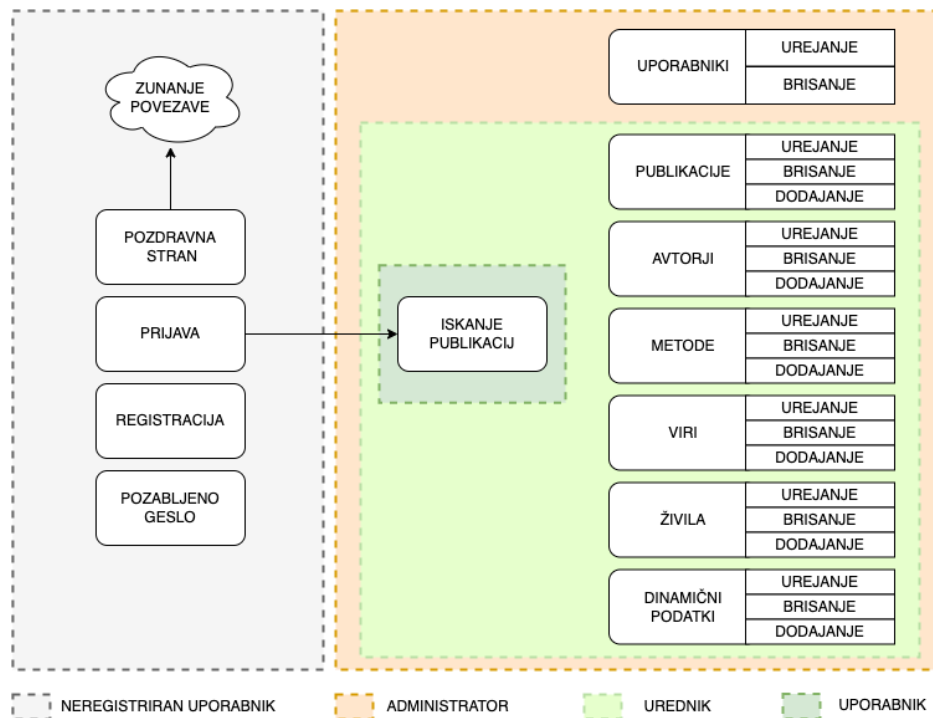 ZUNANJE
POVEZAVE
POZDRAVNA
STRAN
PRIJAVA
REGISTRACIJA
POZABLJENO
GESLO
ISKANJE
PUBLIKACIJ
UPORABNIKI
UREJANJE
BRISANJE
PUBLIKACIJE
UREJANJE
BRISANJE
DODAJANJE
AVTORJI
UREJANJE
BRISANJE
DODAJANJE
METODE
UREJANJE
BRISANJE
DODAJANJE
VIRI
UREJANJE
BRISANJE
DODAJANJE
ŽIVILA
UREJANJE
BRISANJE
DODAJANJE
DINAMIČNI
PODATKI
UREJANJE
BRISANJE
DODAJANJE
NEREGISTRIRAN UPORABNIK
ADMINISTRATOR
UREDNIK
UPORABNIK